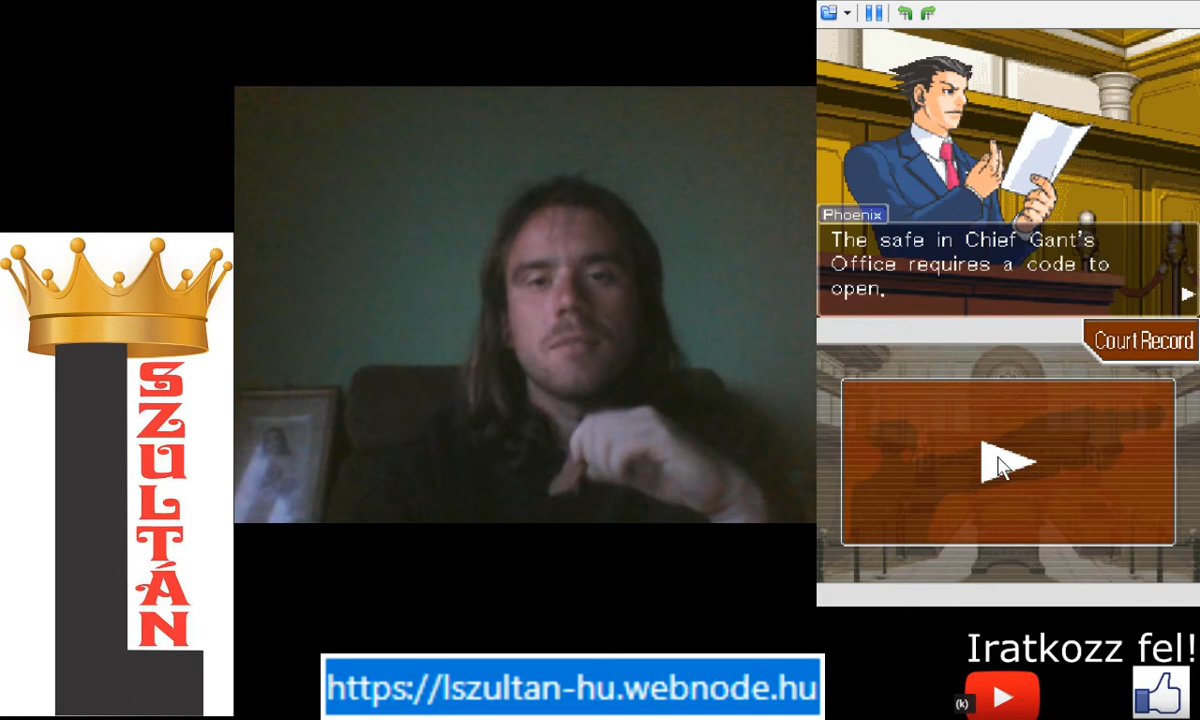 Phoenix
The safe in Chief Gant's
Office requires a code to
open.
Court Record
SZULTÁN
https://lszultan-hu.webnode.hu
Iratkozz fel!
(k)